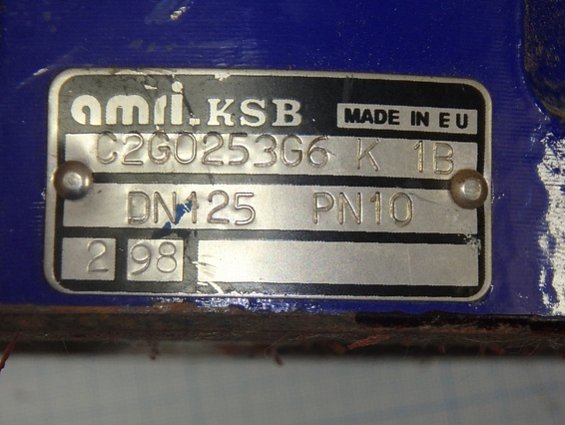 amri. KSB MADE IN EU
C2G0253G6 K 1B
DN125 PN10
2 98